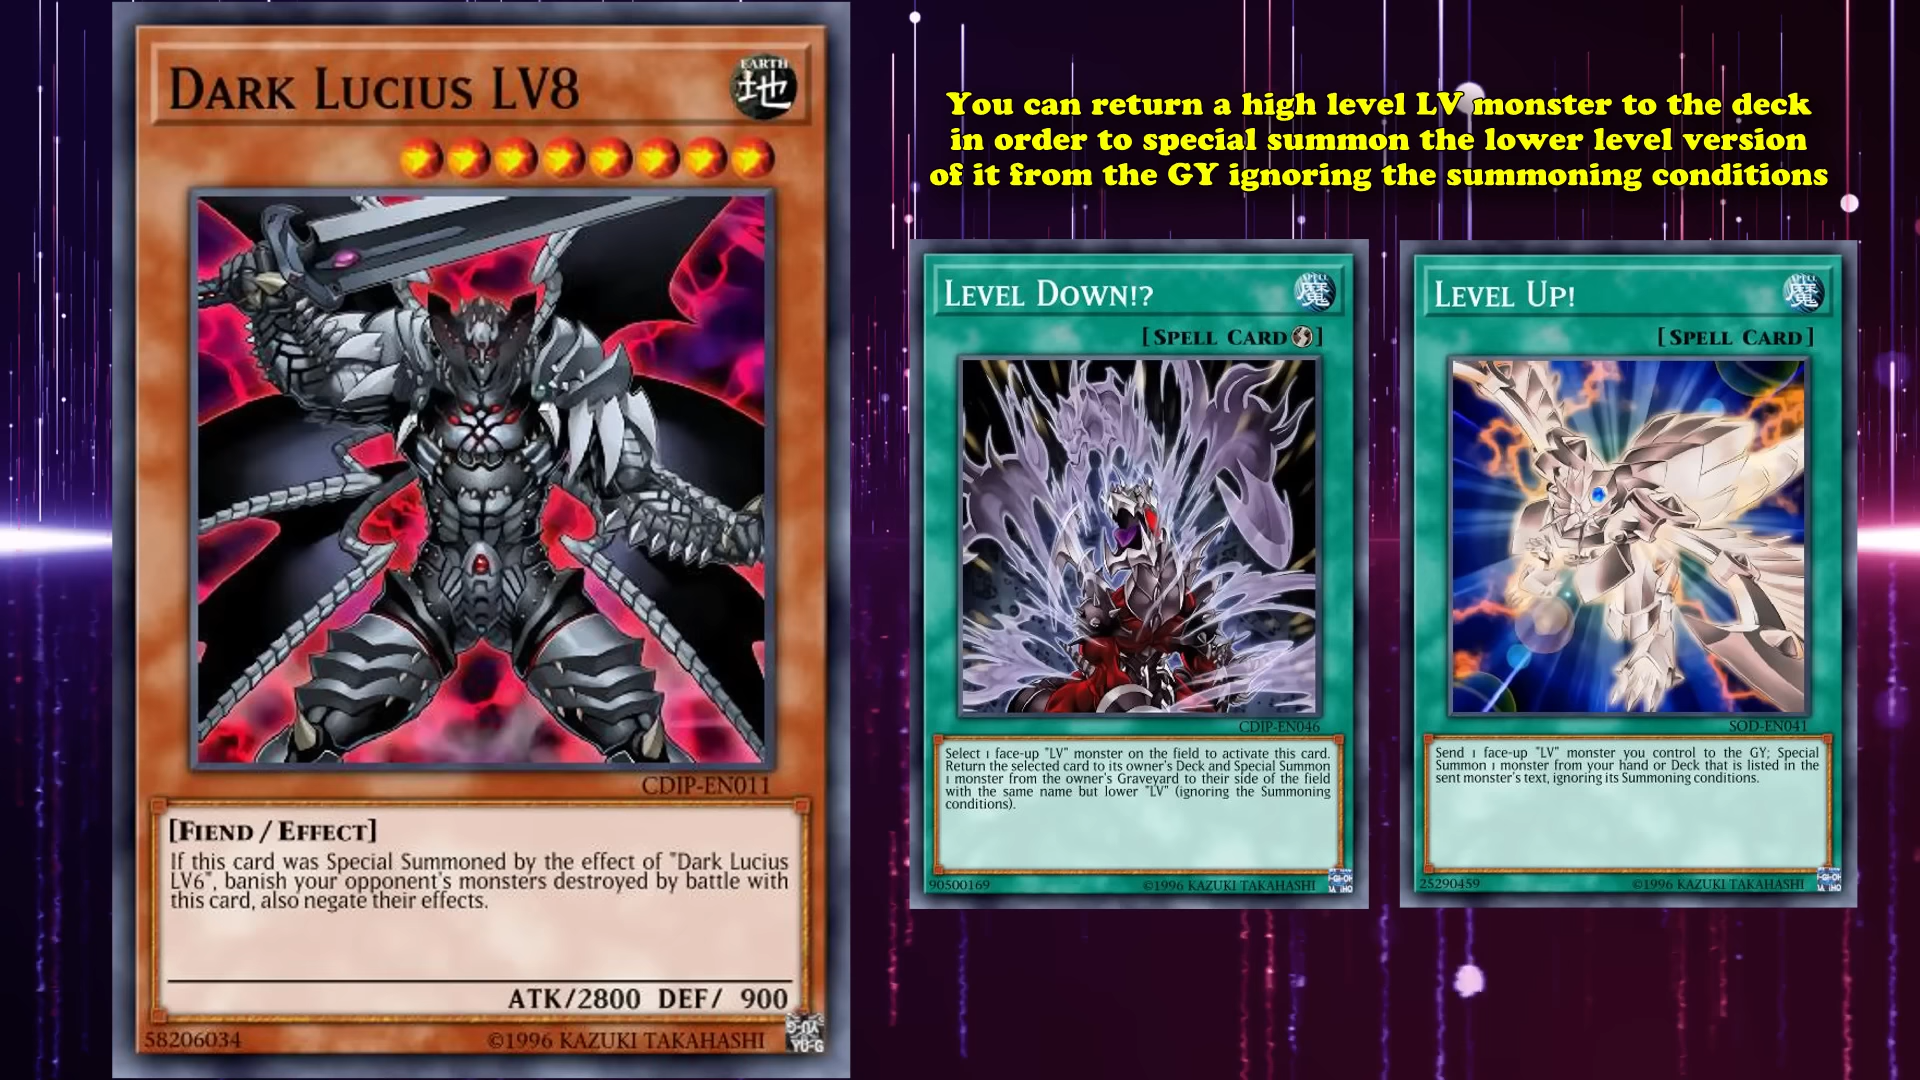 DARK LUCIUS LV8
EARTH
地
CDIP-EN011
[FIEND / EFFECT]
If this card was Special Summoned by the effect of "Dark Lucius
LV6", banish your opponent's monsters destroyed by battle with
this card, also negate their effects.
ATK/2800 DEF/ 900
58206034
©1996 KAZUKI TAKAHASHI
You can return a high level LV monster to the deck
in order to special summon the lower level version
of it from the GY ignoring the summoning conditions
LEVEL DOWN!?
SPELL
魔
[SPELL CARD]
CDIP-EN046
Select 1 face-up "LV" monster on the field to activate this card.
Return the selected card to its owner's Deck and Special Summon
1 monster from the owner's Graveyard to their side of the field
with the same name but lower "LV" (ignoring the Summoning
conditions).
90500169
©1996 KAZUKI TAKAHASHI
LEVEL UP!
SPELL
魔
[SPELL CARD]
SOD-EN041
Send 1 face-up "LV" monster you control to the GY; Special
Summon 1 monster from your hand or Deck that is listed in the
sent monster's text, ignoring its Summoning conditions.
25290459
©1996 KAZUKI TAKAHASHI